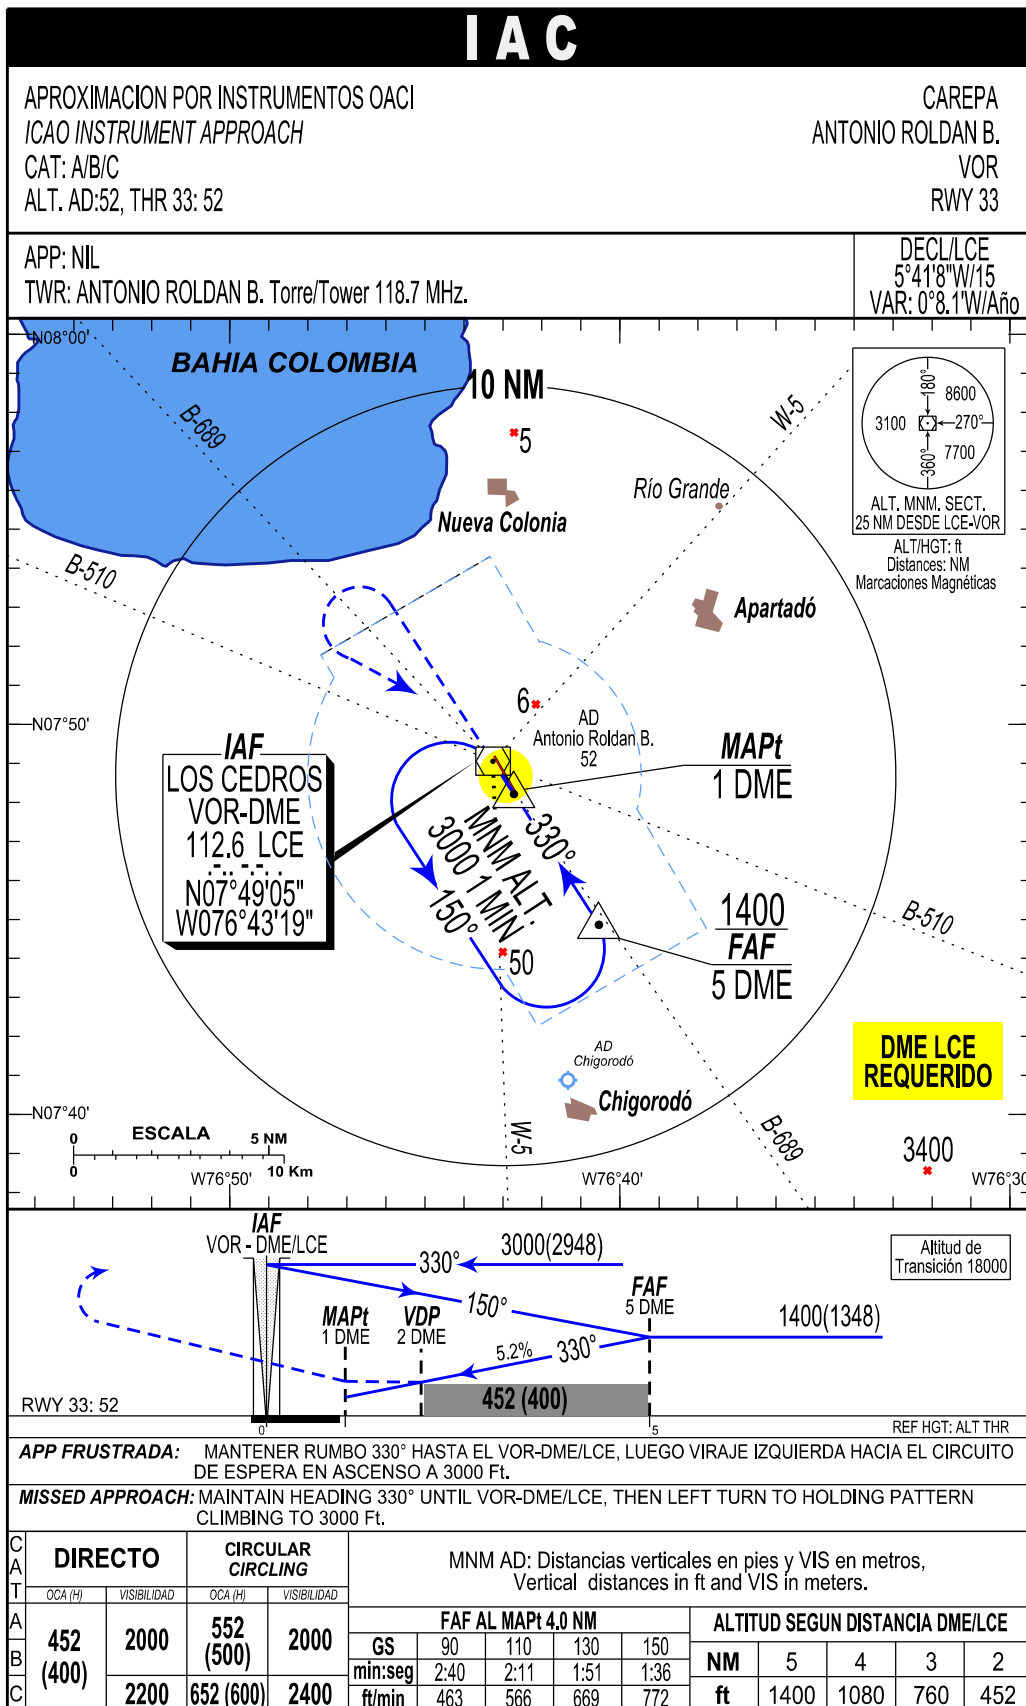 IAC
APROXIMACION POR INSTRUMENTOS OACI
ICAO INSTRUMENT APPROACH
CAT: A/B/C
ALT. AD:52, THR 33: 52
CAREPA
ANTONIO ROLDAN B.
VOR
RWY 33
APP: NIL
TWR: ANTONIO ROLDAN B. Torre/Tower 118.7 MHz.
DECL/LCE
5°41'8"W/15
VAR: 0°8.1'W/Año
N08°00'
BAHIA COLOMBIA
10 NM
B-689
W-5
5
Nueva Colonia
Río Grande
180°
8600
3100
270°
360°
7700
ALT. MNM. SECT.
25 NM DESDE LCE-VOR
ALT/HGT: ft
Distances: NM
Marcaciones Magnéticas
B-510
Apartadó
6
N07°50'
AD
Antonio Roldan B.
52
IAF
LOS CEDROS
VOR-DME
112.6 LCE
N07°49'05"
W076°43'19"
MAPt
1 DME
330°
MNM ALT.
3000 1 MIN
150°
1400
FAF
5 DME
B-510
50
DME LCE
REQUERIDO
AD
Chigorodó
Chigorodó
N07°40'
ESCALA
0 5 NM
0 10 Km
W-5
B-689
3400
W76°50'
W76°40'
W76°30
IAF
VOR - DME/LCE
330°
3000(2948)
Altitud de
Transición 18000
150°
FAF
5 DME
MAPt
1 DME
VDP
2 DME
1400(1348)
5.2%
330°
452 (400)
RWY 33: 52
0
1
5
REF HGT: ALT THR
APP FRUSTRADA: MANTENER RUMBO 330° HASTA EL VOR-DME/LCE, LUEGO VIRAJE IZQUIERDA HACIA EL CIRCUITO
DE ESPERA EN ASCENSO A 3000 Ft.
MISSED APPROACH: MAINTAIN HEADING 330° UNTIL VOR-DME/LCE, THEN LEFT TURN TO HOLDING PATTERN
CLIMBING TO 3000 Ft.
CAT
DIRECTO
CIRCULAR
CIRCLING
OCA (H) VISIBILIDAD OCA (H) VISIBILIDAD
A
B
C
452
(400)
2000
2200
552
(500)
652 (600)
2000
2400
MNM AD: Distancias verticales en pies y VIS en metros,
Vertical distances in ft and VIS in meters.
FAF AL MAPt 4.0 NM
GS 90 110 130 150
min:seg 2:40 2:11 1:51 1:36
ft/min 463 566 669 772
ALTITUD SEGUN DISTANCIA DME/LCE
NM 5 4 3 2
ft 1400 1080 760 452